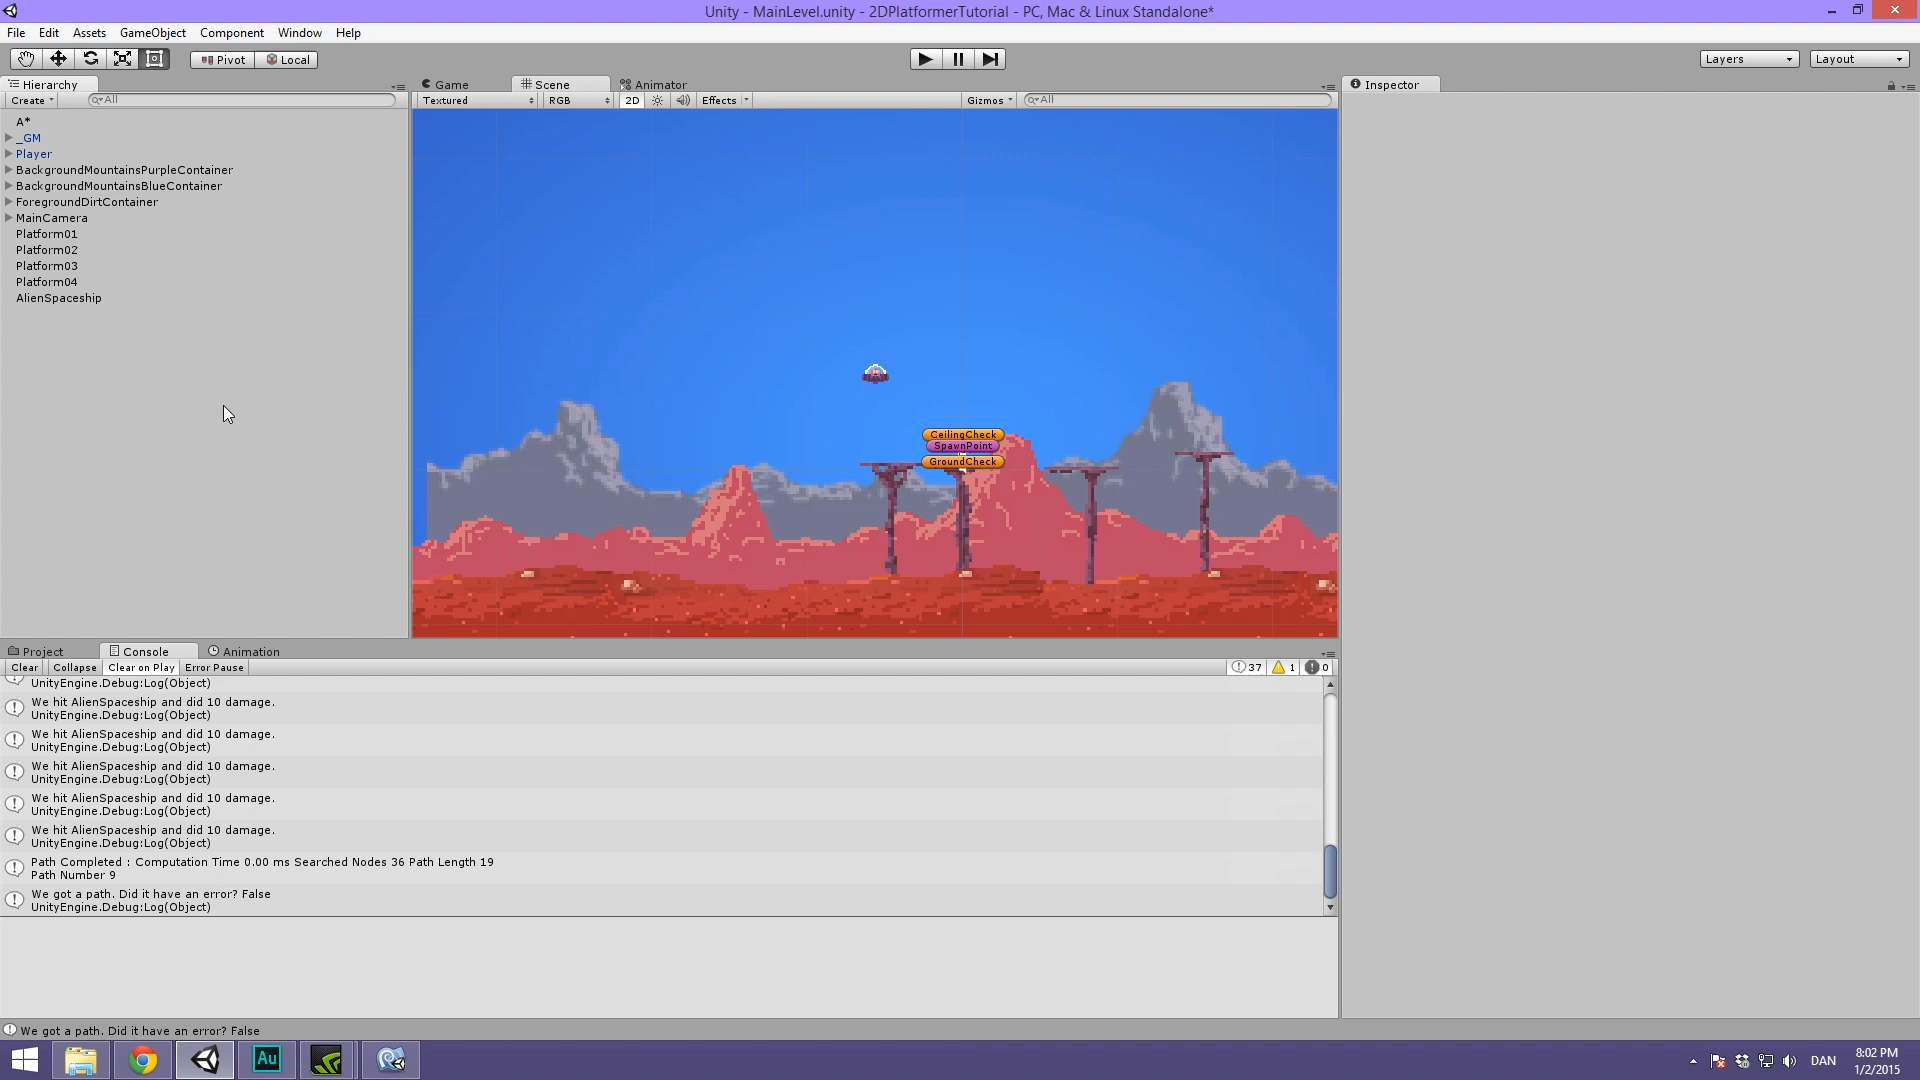 Unity - MainLevel.unity - 2DPlatformerTutorial - PC, Mac & Linux Standalone*
File Edit Assets GameObject Component Window Help
Pivot Local Layers Layout
Hierarchy Game Scene Animator Inspector
Create All Textured RGB 2D Effects Gizmos All
A*
_GM
Player
BackgroundMountainsPurpleContainer
BackgroundMountainsBlueContainer
ForegroundDirtContainer
MainCamera
Platform01
Platform02
Platform03
Platform04
AlienSpaceship
CeilingCheck
SpawnPoint
GroundCheck
Project Console Animation
Clear Collapse Clear on Play Error Pause 37 1 0
UnityEngine.Debug:Log(Object)
We hit AlienSpaceship and did 10 damage.
UnityEngine.Debug:Log(Object)
We hit AlienSpaceship and did 10 damage.
UnityEngine.Debug:Log(Object)
We hit AlienSpaceship and did 10 damage.
UnityEngine.Debug:Log(Object)
We hit AlienSpaceship and did 10 damage.
UnityEngine.Debug:Log(Object)
We hit AlienSpaceship and did 10 damage.
UnityEngine.Debug:Log(Object)
Path Completed : Computation Time 0.00 ms Searched Nodes 36 Path Length 19
Path Number 9
We got a path. Did it have an error? False
UnityEngine.Debug:Log(Object)
We got a path. Did it have an error? False
Au
DAN
8:02 PM
1/2/2015